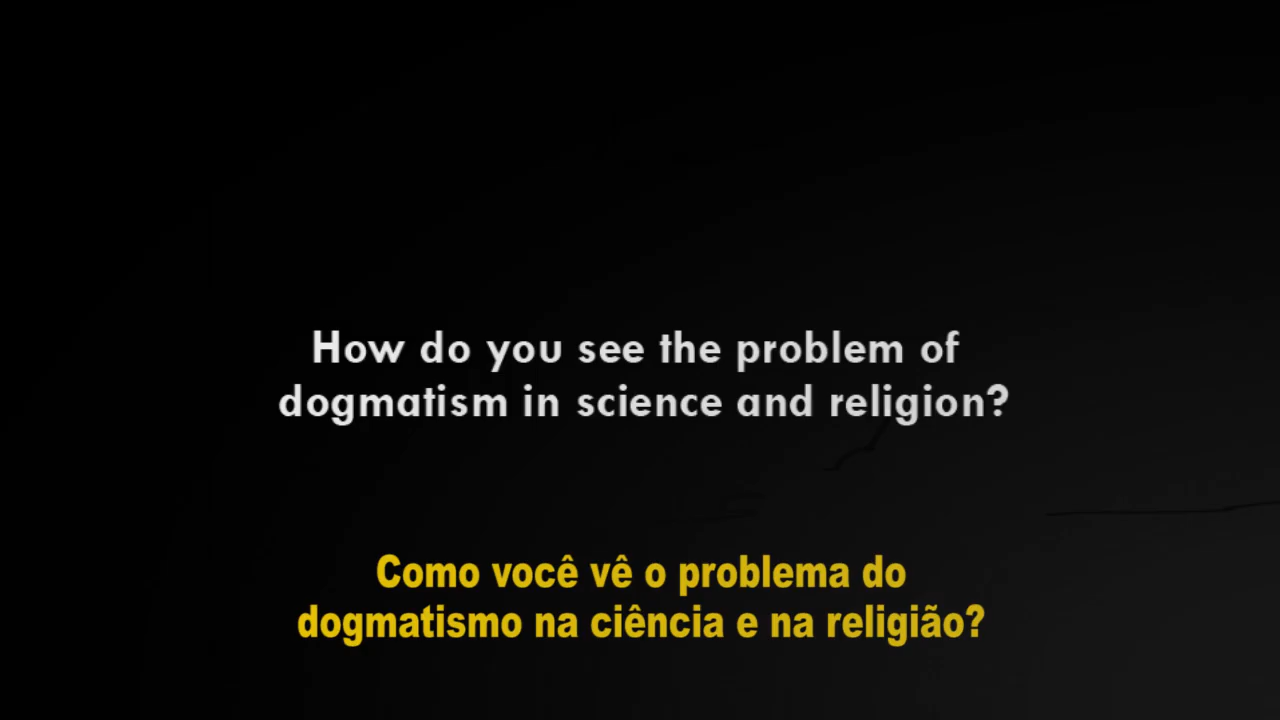 How do you see the problem of
dogmatism in science and religion?
Como você vê o problema do
dogmatismo na ciência e na religião?